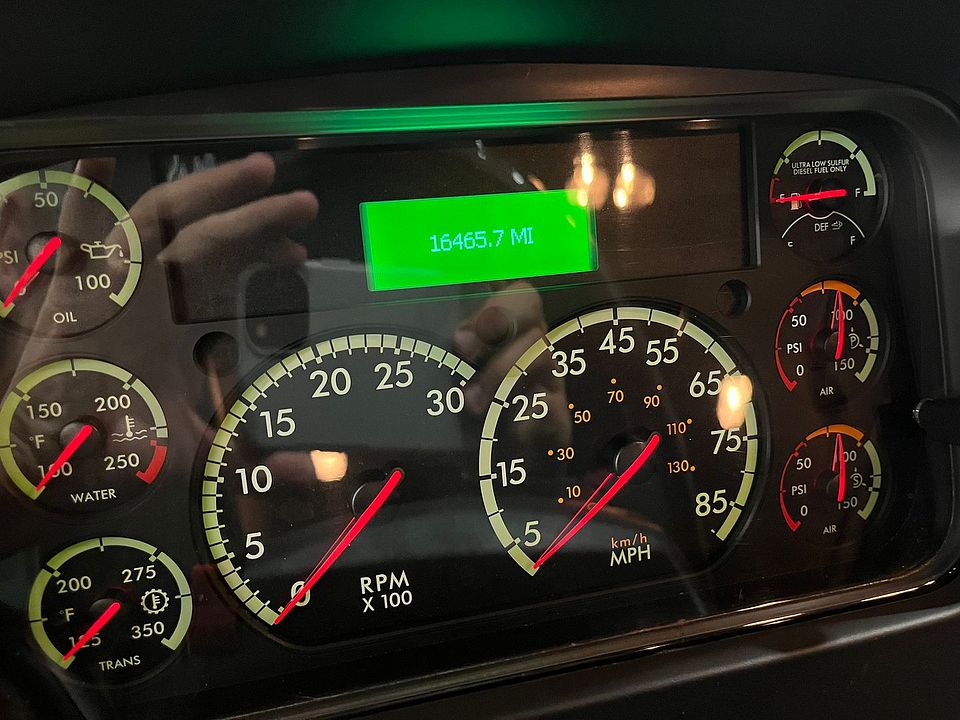 16465.7 MI
50
PSI
100
OIL
150
200
°F
100
250
WATER
200
275
°F
125
350
TRANS
0
5
10
15
20
25
30
RPM
X 100
5
15
25
35
45
55
65
75
85
10
30
50
70
90
110
130
km/h
MPH
ULTRA LOW SULFUR
DIESEL FUEL ONLY
F
DEF
F
50
100
PSI
P
0
150
AIR
50
100
PSI
S
0
150
AIR